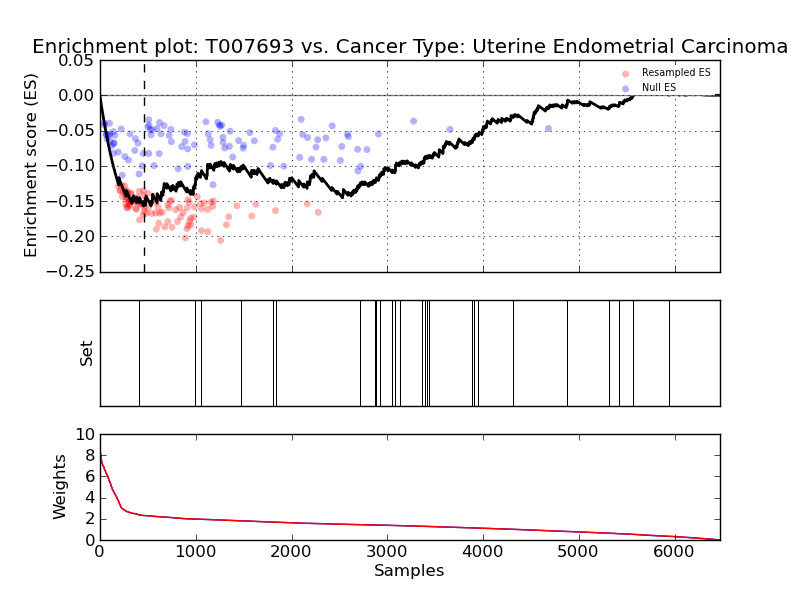 Enrichment plot: T007693 vs. Cancer Type: Uterine Endometrial Carcinoma
Enrichment score (ES)
0.05
0.00
−0.05
−0.10
−0.15
−0.20
−0.25
Resampled ES
Null ES
Set
Weights
10
8
6
4
2
0
0 1000 2000 3000 4000 5000 6000
Samples